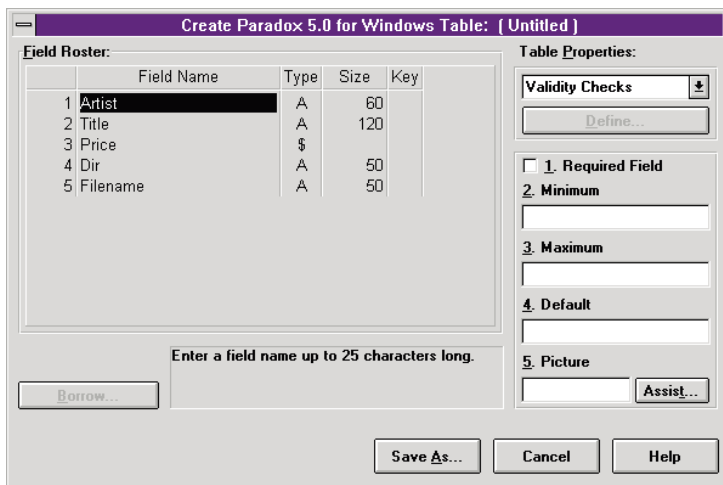 Create Paradox 5.0 for Windows Table: ( Untitled )
Field Roster:
Field Name Type Size Key
1 Artist A 60
2 Title A 120
3 Price $
4 Dir A 50
5 Filename A 50
Enter a field name up to 25 characters long.
Borrow...
Table Properties:
Validity Checks
Define...
1. Required Field
2. Minimum
3. Maximum
4. Default
5. Picture
Assist...
Save As... Cancel Help